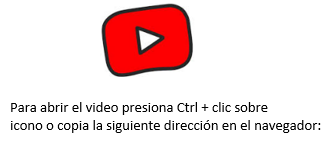 Para abrir el video presiona Ctrl + clic sobre
icono o copia la siguiente dirección en el navegador: